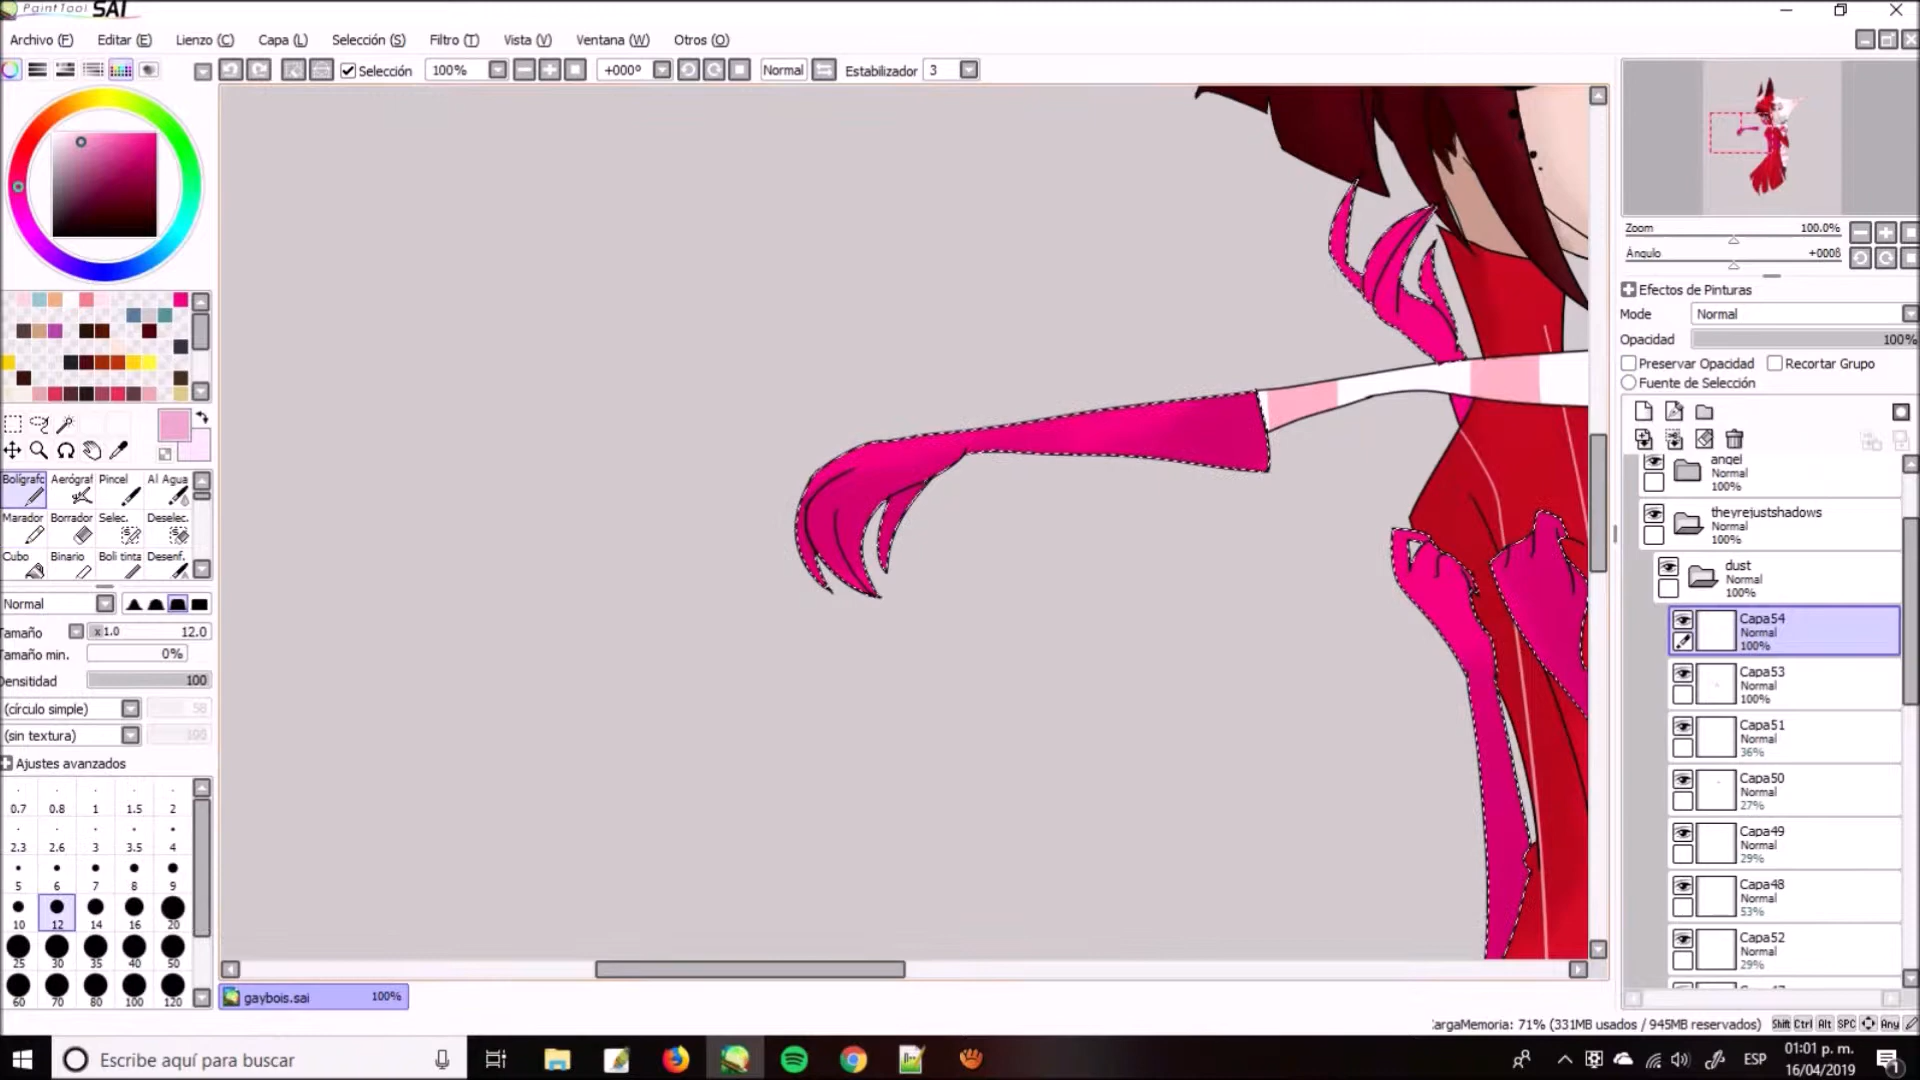 PaintTool SAI
Archivo (F) Editar (E) Lienzo (C) Capa (L) Selección (S) Filtro (T) Vista (V) Ventana (W) Otros (O)
Selección 100% +000º Normal Estabilizador 3
Zoom 100.0%
Ángulo +000º
Efectos de Pinturas
Mode Normal
Opacidad 100%
Preservar Opacidad Recortar Grupo
Fuente de Selección
angel
Normal
100%
theyrejustshadows
Normal
100%
dust
Normal
100%
Capa54
Normal
100%
Capa53
Normal
100%
Capa51
Normal
36%
Capa50
Normal
27%
Capa49
Normal
29%
Capa48
Normal
53%
Capa52
Normal
29%
Bolígrafo Aerógraf Pincel Al Agua
Marador Borrador Selec. Deselec.
Cubo Binario Boli tinta Desenf.
Normal
Tamaño x1.0 12.0
Tamaño min. 0%
Densitidad 100
(círculo simple) 58
(sin textura)
Ajustes avanzados
0.7 0.8 1 1.5 2
2.3 2.6 3 3.5 4
5 6 7 8 9
10 12 14 16 20
25 30 35 40 50
60 70 80 100 120
gaybois.sai 100%
CargaMemoria: 71% (331MB usados / 945MB reservados) Shift Ctrl Alt SPC Any
Escribe aquí para buscar
ESP
01:01 p. m.
16/04/2019
1